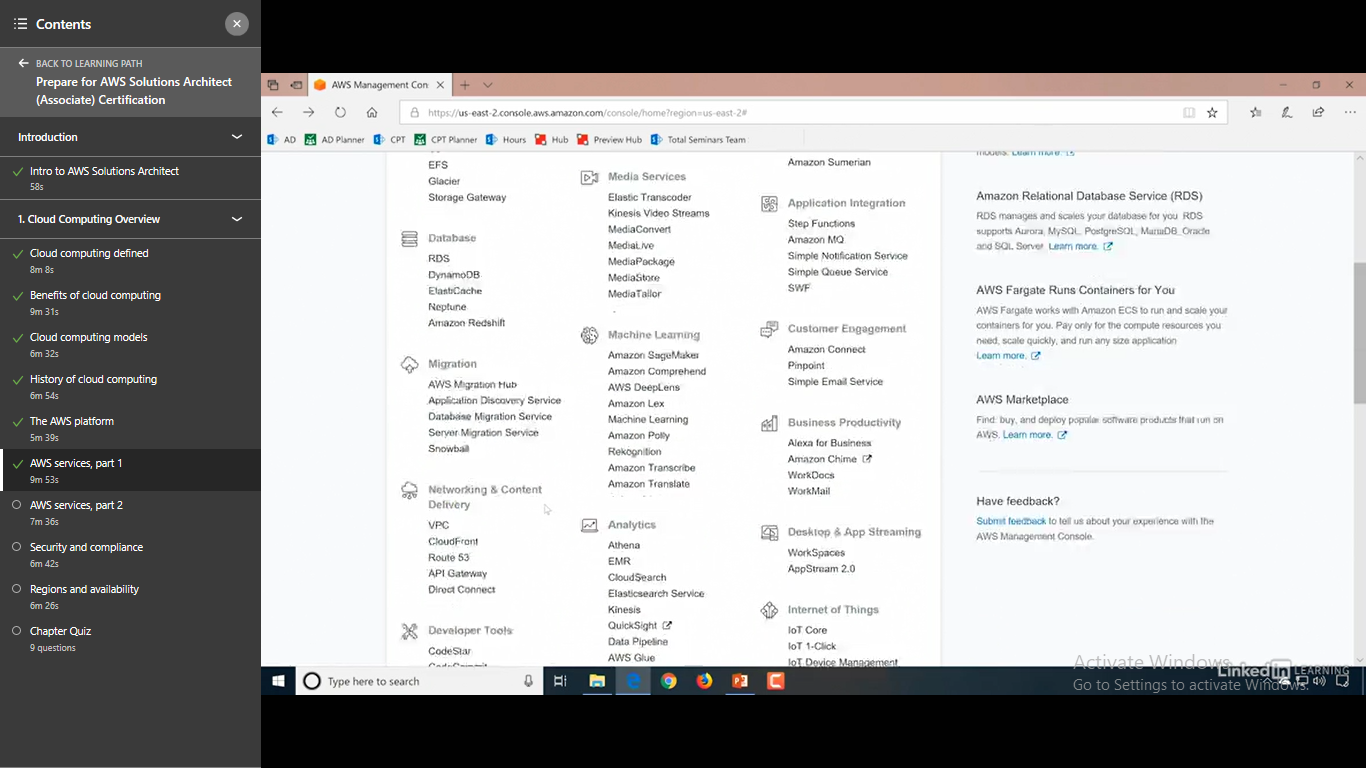 Contents
BACK TO LEARNING PATH
Prepare for AWS Solutions Architect
(Associate) Certification
Introduction
Intro to AWS Solutions Architect
58s
1. Cloud Computing Overview
Cloud computing defined
8m 8s
Benefits of cloud computing
9m 31s
Cloud computing models
6m 32s
History of cloud computing
6m 54s
The AWS platform
5m 39s
AWS services, part 1
9m 53s
AWS services, part 2
7m 36s
Security and compliance
6m 42s
Regions and availability
6m 26s
Chapter Quiz
9 questions
AWS Management Con
https://us-east-2.console.aws.amazon.com/console/home?region=us-east-2#
AD AD Planner CPT CPT Planner Hours Hub Preview Hub Total Seminars Team
EFS
Glacier
Storage Gateway
Database
RDS
DynamoDB
ElastiCache
Neptune
Amazon Redshift
Migration
AWS Migration Hub
Application Discovery Service
Database Migration Service
Server Migration Service
Snowball
Networking & Content
Delivery
VPC
CloudFront
Route 53
API Gateway
Direct Connect
Developer Tools
CodeStar
CodeCommit
Media Services
Elastic Transcoder
Kinesis Video Streams
MediaConvert
MediaLive
MediaPackage
MediaStore
MediaTailor
Machine Learning
Amazon SageMaker
Amazon Comprehend
AWS DeepLens
Amazon Lex
Machine Learning
Amazon Polly
Rekognition
Amazon Transcribe
Amazon Translate
Analytics
Athena
EMR
CloudSearch
Elasticsearch Service
Kinesis
QuickSight
Data Pipeline
AWS Glue
Amazon Sumerian
Application Integration
Step Functions
Amazon MQ
Simple Notification Service
Simple Queue Service
SWF
Customer Engagement
Amazon Connect
Pinpoint
Simple Email Service
Business Productivity
Alexa for Business
Amazon Chime
WorkDocs
WorkMail
Desktop & App Streaming
WorkSpaces
AppStream 2.0
Internet of Things
IoT Core
IoT 1-Click
IoT Device Management
models. Learn more.
Amazon Relational Database Service (RDS)
RDS manages and scales your database for you. RDS
supports Aurora, MySQL, PostgreSQL, MariaDB, Oracle
and SQL Server. Learn more.
AWS Fargate Runs Containers for You
AWS Fargate works with Amazon ECS to run and scale your
containers for you. Pay only for the compute resources you
need, scale quickly, and run any size application
Learn more.
AWS Marketplace
Find, buy, and deploy popular software products that run on
AWS. Learn more.
Have feedback?
Submit feedback to tell us about your experience with the
AWS Management Console.
Type here to search
Activate Windows
Go to Settings to activate Windows.
LinkedIn LEARNING